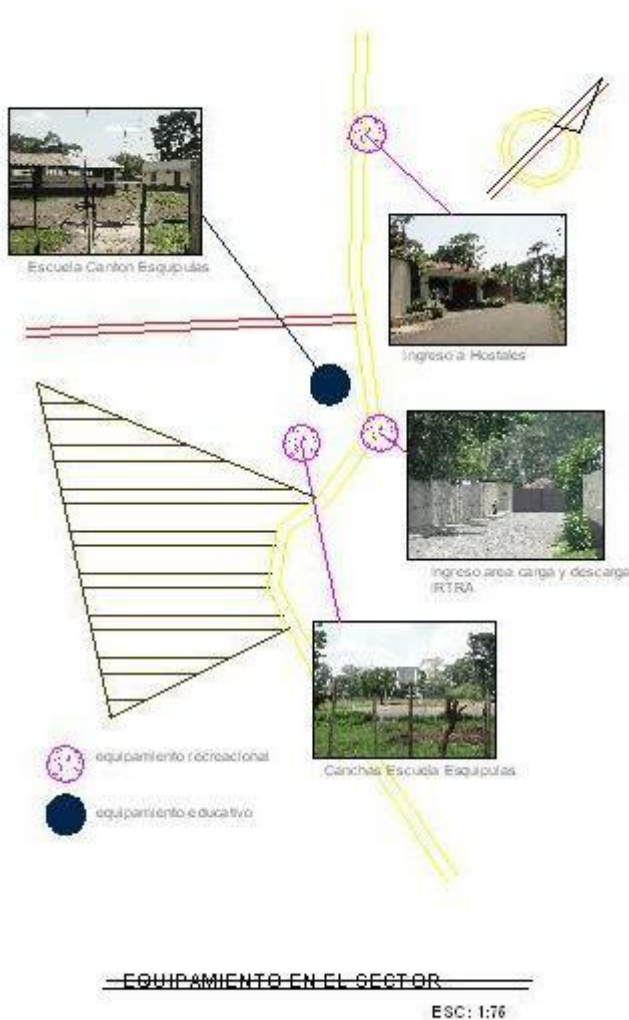 Escuela Canton Esquipulas
Ingreso a Hostales
Ingreso area carga y descarga
IRTRA
Canchas Escuela Esquipulas
equipamiento recreacional
equipamiento educativo
EQUIPAMIENTO EN EL SECTOR
ESC: 1:75